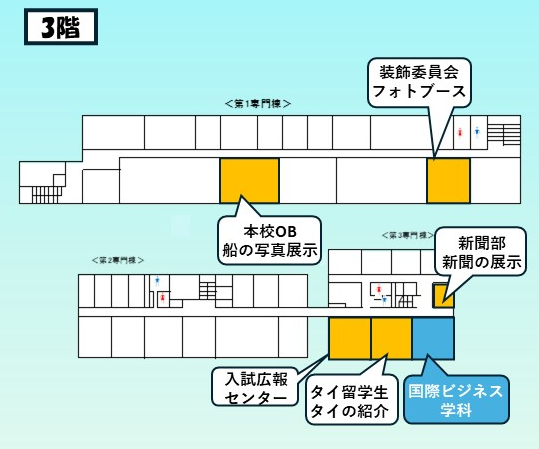 3階
装飾委員会
フォトブース
＜第1専門棟＞
本校OB
船の写真展示
＜第3専門棟＞
新聞部
新聞の展示
＜第2専門棟＞
入試広報
センター
タイ留学生
タイの紹介
国際ビジネス
学科